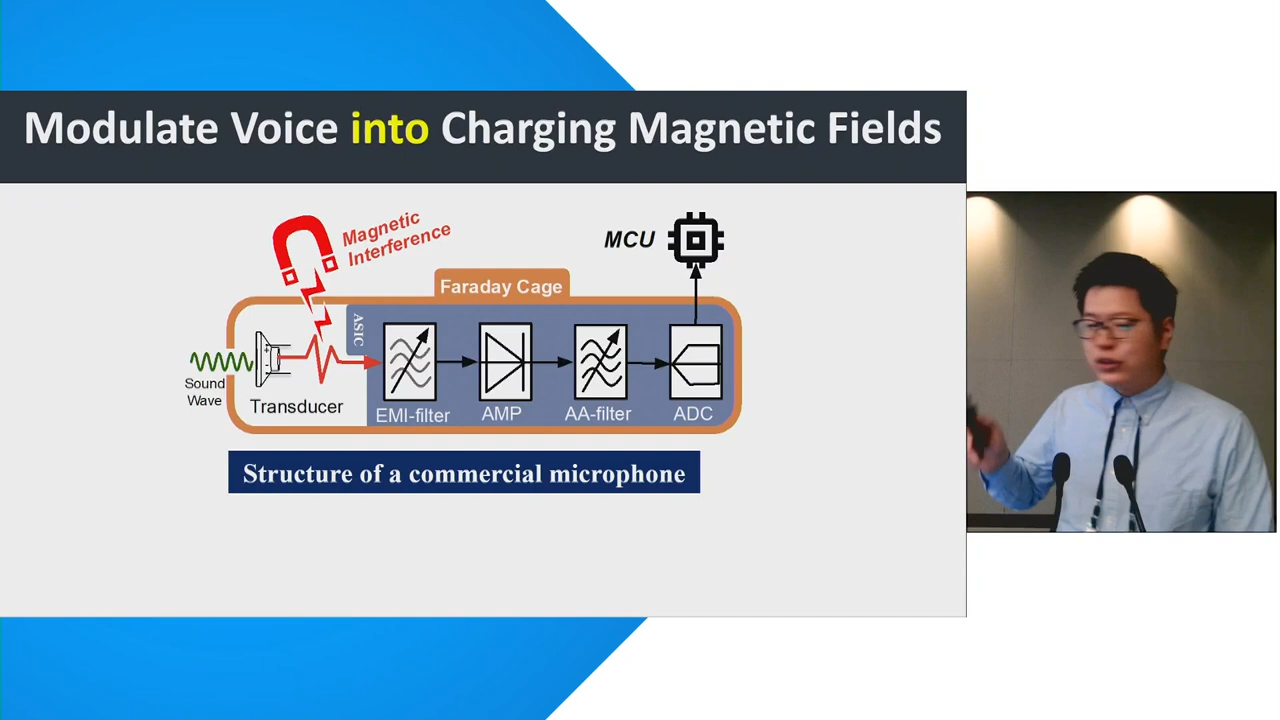 Modulate Voice into Charging Magnetic Fields
Magnetic
Interference
MCU
Faraday Cage
ASIC
Sound
Wave
Transducer
EMI-filter
AMP
AA-filter
ADC
Structure of a commercial microphone